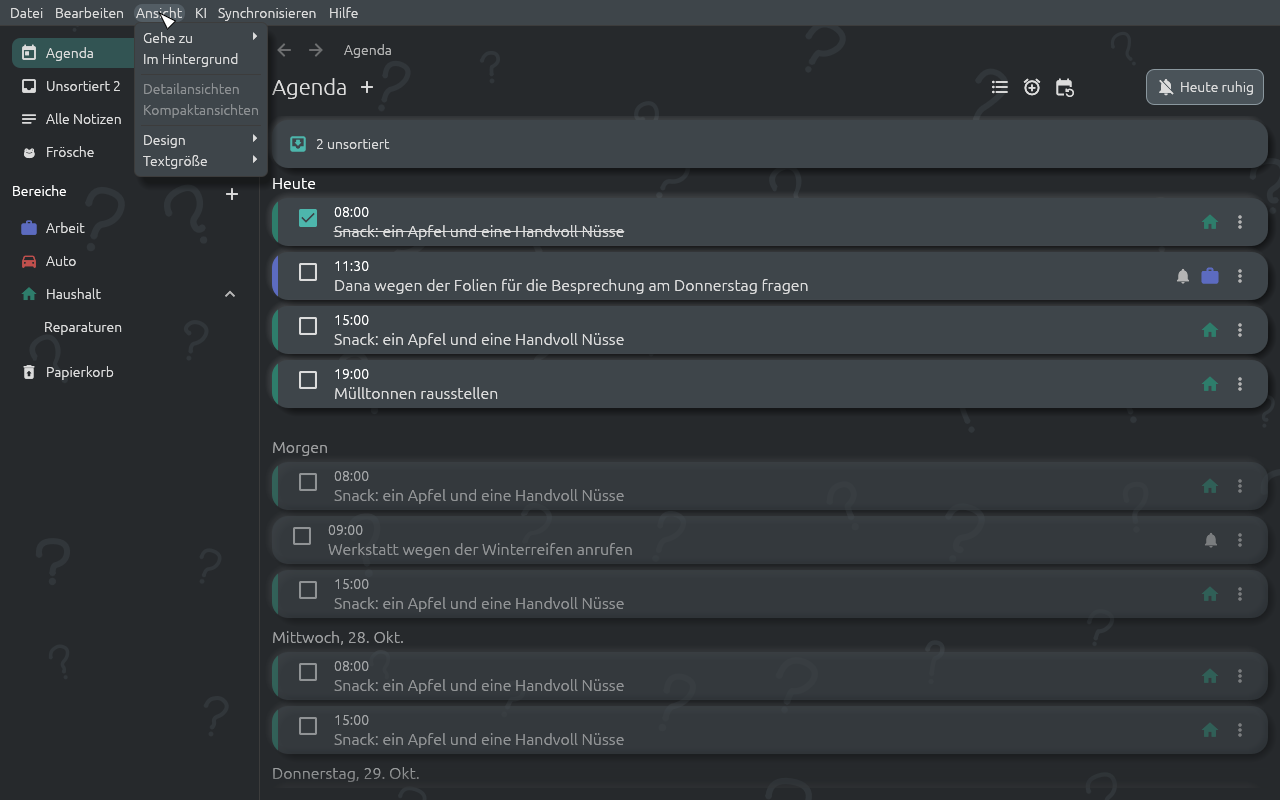 Datei Bearbeiten Ansicht KI Synchronisieren Hilfe
Gehe zu
Im Hintergrund
Detailansichten
Kompaktansichten
Design
Textgröße
Agenda
Unsortiert 2
Alle Notizen
Frösche
Bereiche
Arbeit
Auto
Haushalt
Reparaturen
Papierkorb
Agenda
Agenda
Heute ruhig
2 unsortiert
Heute
08:00
Snack: ein Apfel und eine Handvoll Nüsse
11:30
Dana wegen der Folien für die Besprechung am Donnerstag fragen
15:00
Snack: ein Apfel und eine Handvoll Nüsse
19:00
Mülltonnen rausstellen
Morgen
08:00
Snack: ein Apfel und eine Handvoll Nüsse
09:00
Werkstatt wegen der Winterreifen anrufen
15:00
Snack: ein Apfel und eine Handvoll Nüsse
Mittwoch, 28. Okt.
08:00
Snack: ein Apfel und eine Handvoll Nüsse
15:00
Snack: ein Apfel und eine Handvoll Nüsse
Donnerstag, 29. Okt.